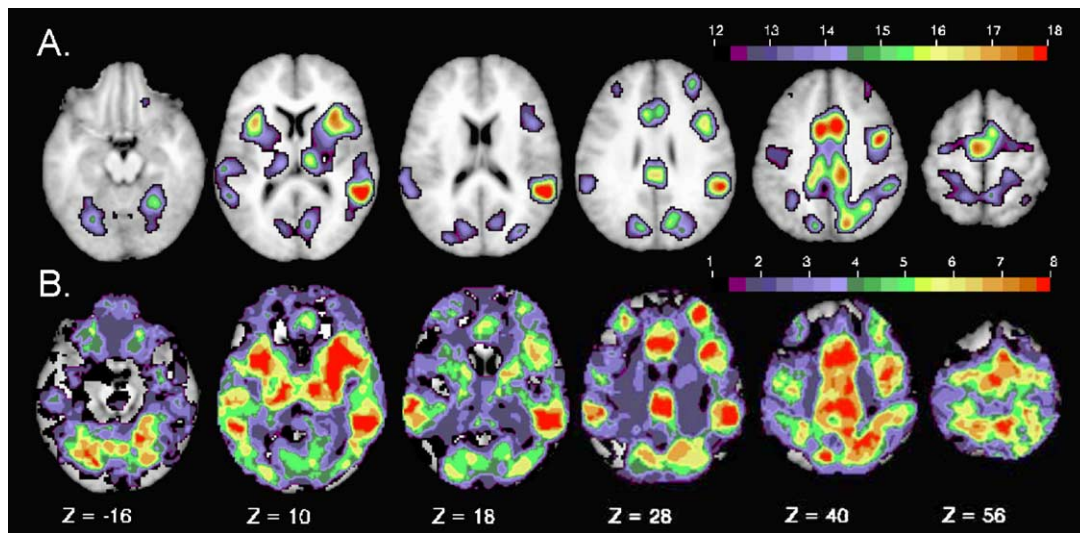 A.
12 13 14 15 16 17 18
B.
1 2 3 4 5 6 7 8
Z = -16 Z = 10 Z = 18 Z = 28 Z = 40 Z = 56